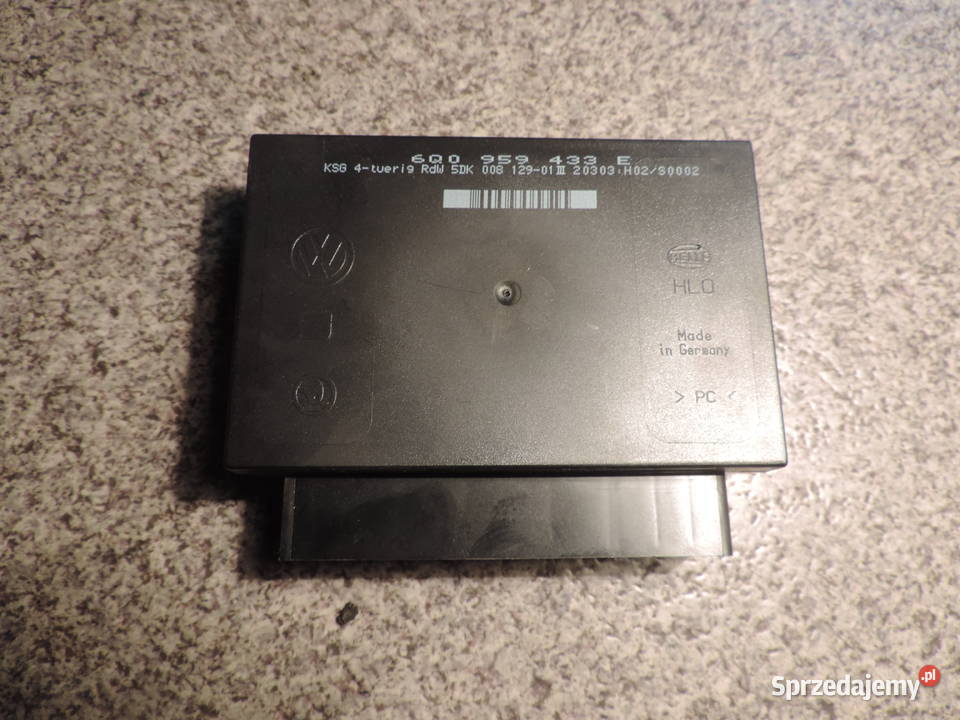 6Q0 959 433 E
KSG 4-tuerig RdW 5DK 008 129-01 III 20303.H02/S0002
HELLA
HLO
Made
in Germany
> PC <
Sprzedajemy.pl